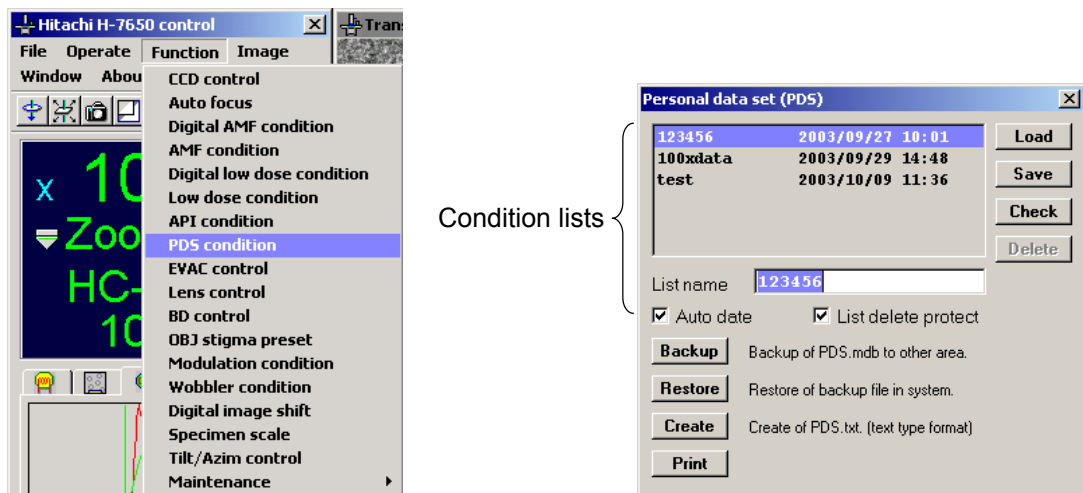 Hitachi H-7650 control
File Operate Function Image
Window Abou
CCD control
Auto focus
Digital AMF condition
AMF condition
Digital low dose condition
Low dose condition
API condition
PDS condition
EVAC control
Lens control
BD control
OBJ stigma preset
Modulation condition
Wobbler condition
Digital image shift
Specimen scale
Tilt/Azim control
Maintenance
x 10
Zoo
HC-
10
Tran
Condition lists
Personal data set (PDS)
123456 2003/09/27 10:01
100xdata 2003/09/29 14:48
test 2003/10/09 11:36
Load
Save
Check
Delete
List name 123456
Auto date List delete protect
Backup Backup of PDS.mdb to other area.
Restore Restore of backup file in system.
Create Create of PDS.txt. (text type format)
Print